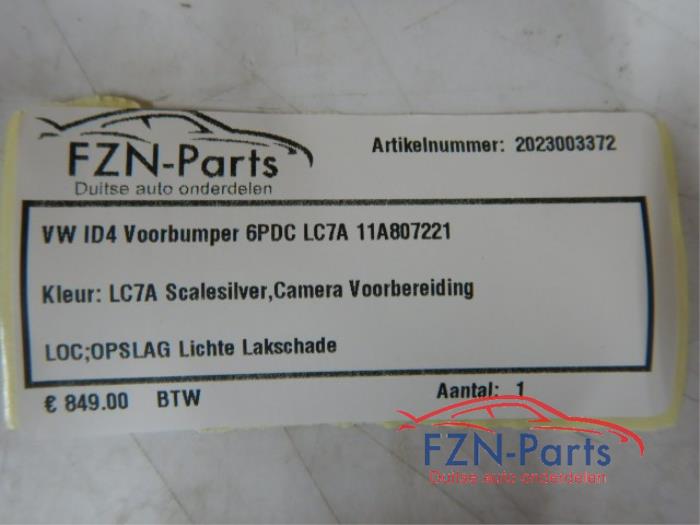 FZN-Parts
Duitse auto onderdelen
Artikelnummer: 2023003372
VW ID4 Voorbumper 6PDC LC7A 11A807221
Kleur: LC7A Scalesilver,Camera Voorbereiding
LOC;OPSLAG Lichte Lakschade
€ 849.00 BTW
Aantal: 1
FZN-Parts
Duitse auto onderdelen